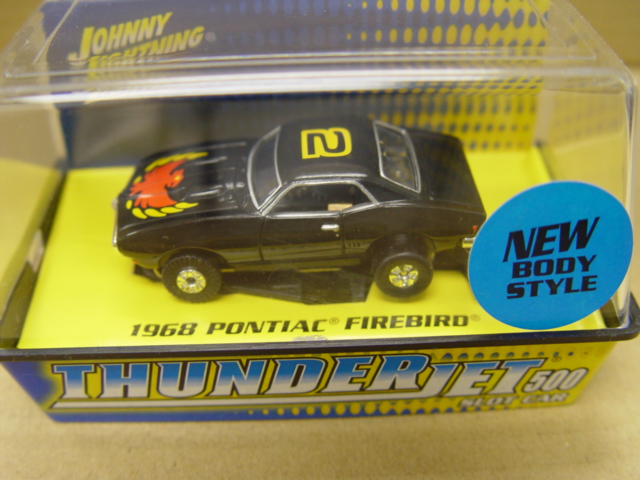 JOHNNY
LIGHTNING
2
NEW
BODY
STYLE
1968 PONTIAC® FIREBIRD®
THUNDERJET 500
SLOT CAR